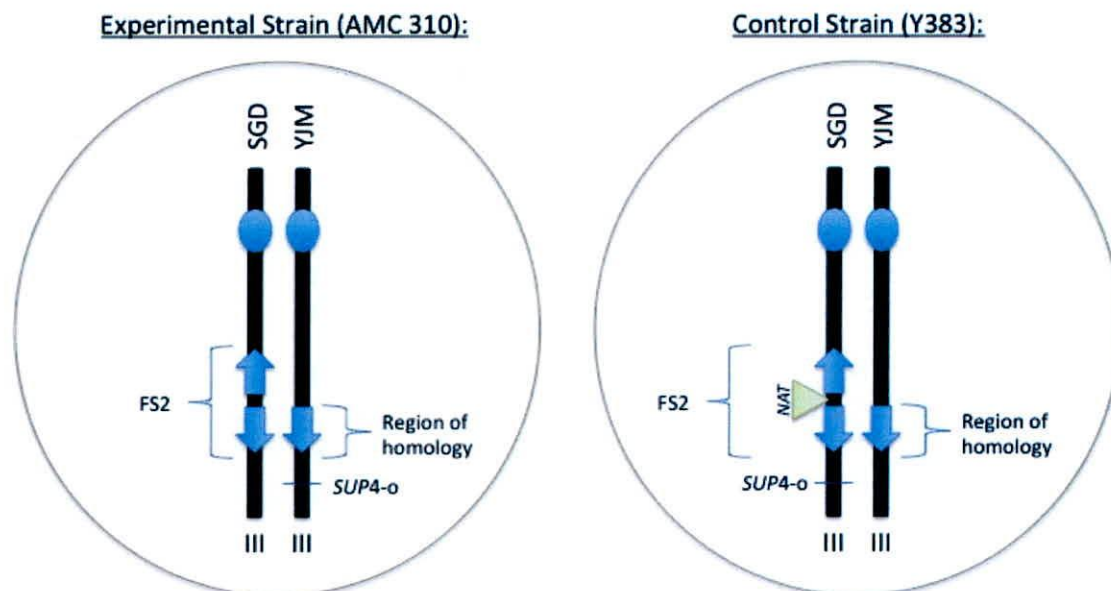 Experimental Strain (AMC 310):
SGD
YJM
FS2
Region of
homology
SUP4-o
III
III
Control Strain (Y383):
SGD
YJM
NAT
FS2
Region of
homology
SUP4-o
III
III